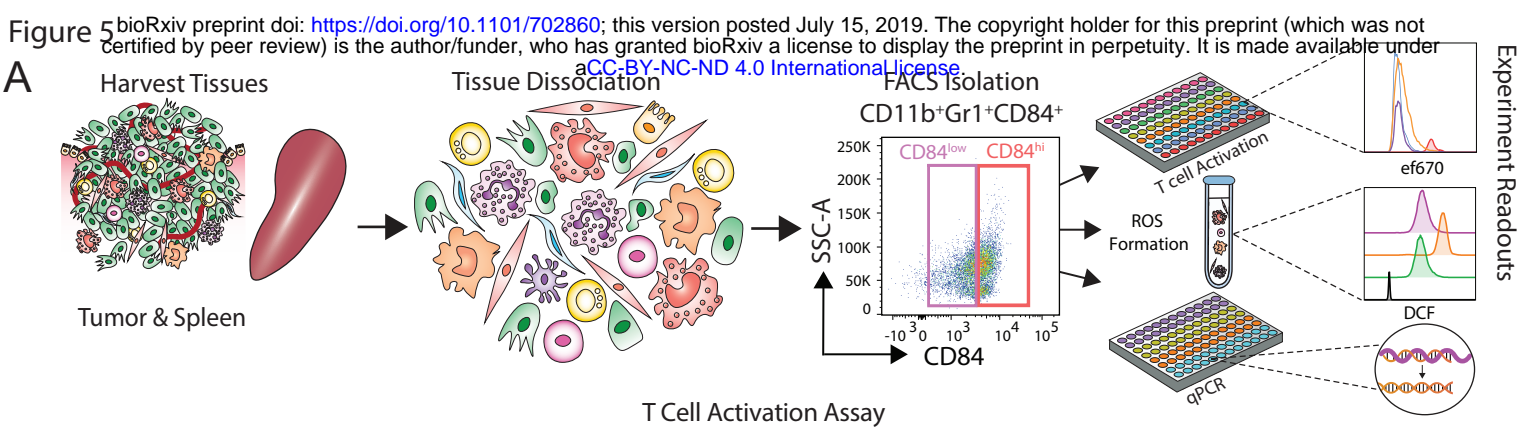 Figure 5
bioRxiv preprint doi: https://doi.org/10.1101/702860; this version posted July 15, 2019. The copyright holder for this preprint (which was not
certified by peer review) is the author/funder, who has granted bioRxiv a license to display the preprint in perpetuity. It is made available under
aCC-BY-NC-ND 4.0 International license.
A
Harvest Tissues
Tumor & Spleen
Tissue Dissociation
FACS Isolation
CD11b+Gr1+CD84+
CD84low
CD84hi
250K
200K
150K
100K
50K
0
SSC-A
-10³ 0 10³ 10⁴ 10⁵
CD84
T cell Activation
ef670
ROS
Formation
DCF
qPCR
Experiment Readouts
T Cell Activation Assay